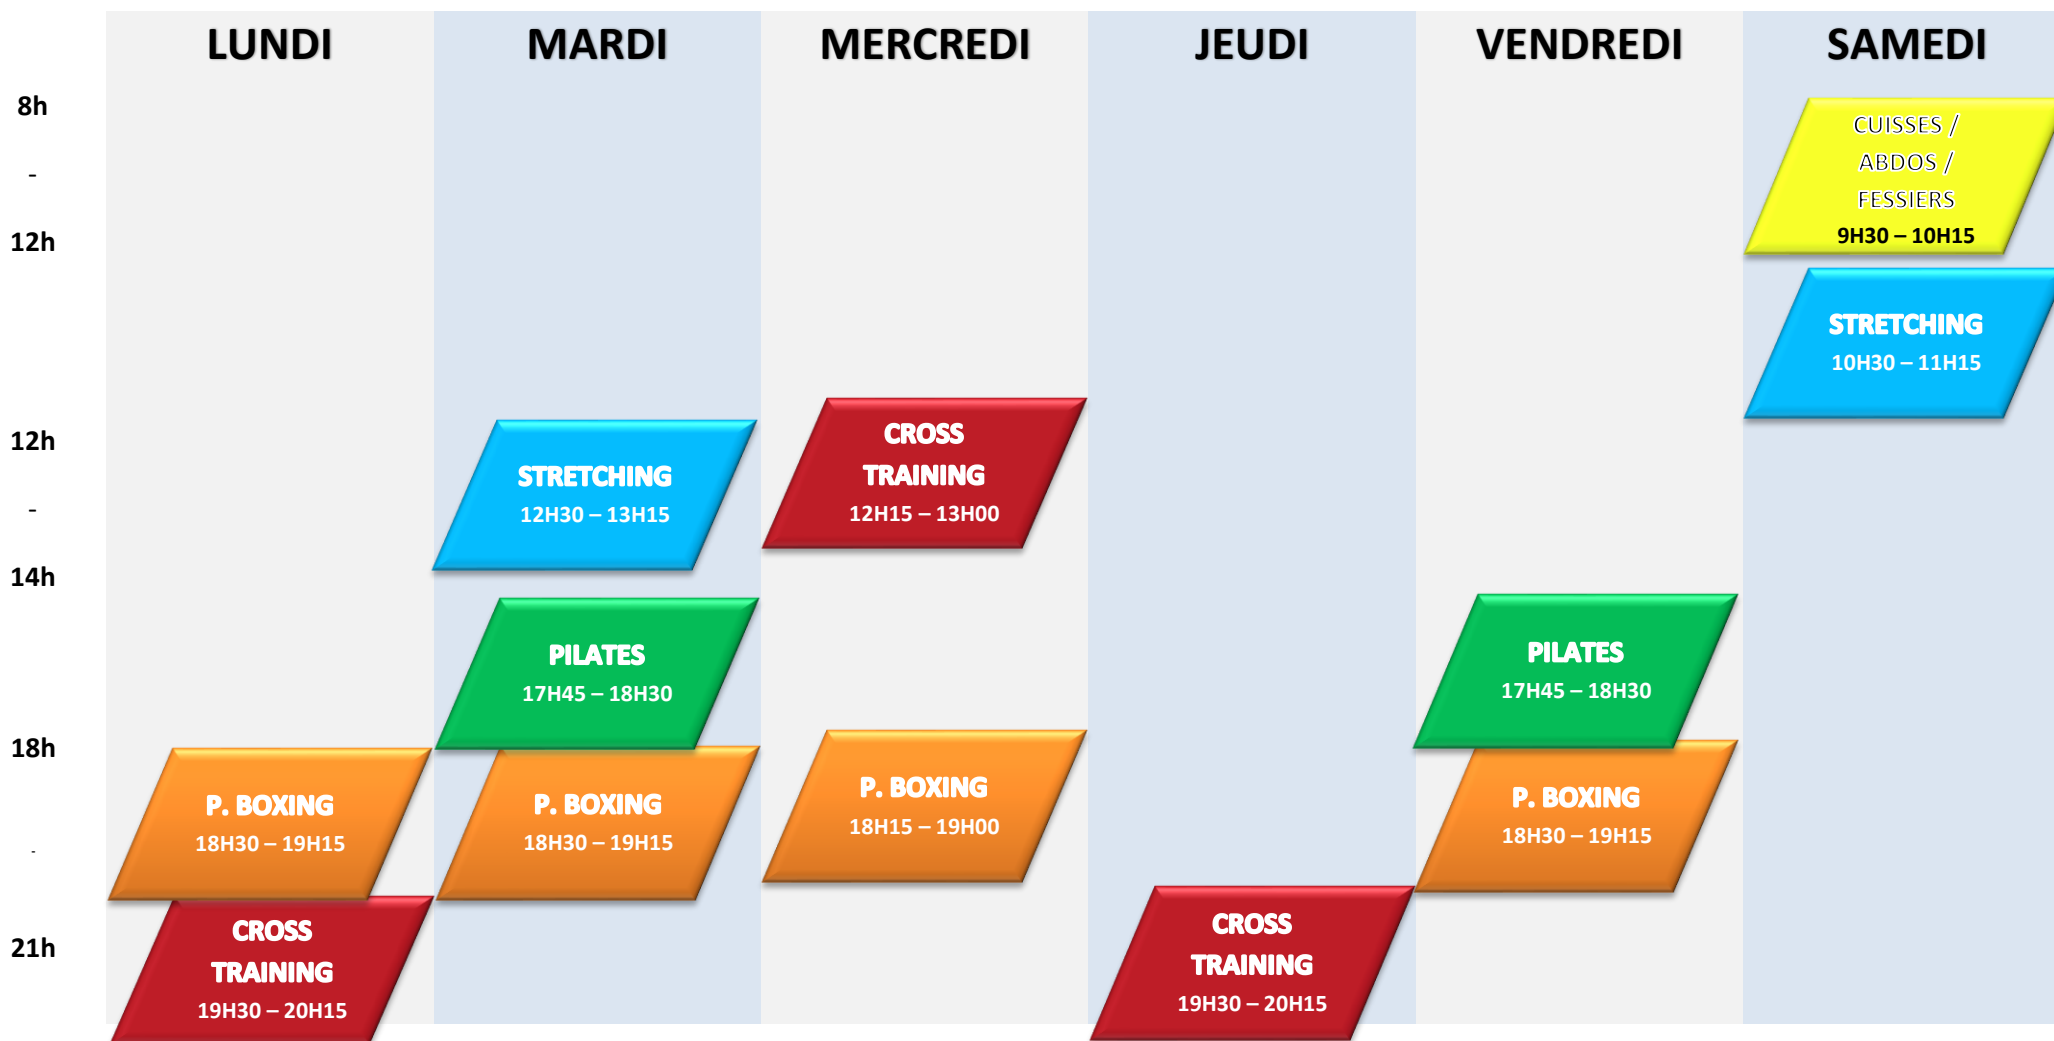 LUNDI
MARDI
MERCREDI
JEUDI
VENDREDI
SAMEDI
8h
-
12h
12h
-
14h
18h
-
21h
P. BOXING
18H30 – 19H15
CROSS
TRAINING
19H30 – 20H15
STRETCHING
12H30 – 13H15
PILATES
17H45 – 18H30
P. BOXING
18H30 – 19H15
CROSS
TRAINING
12H15 – 13H00
P. BOXING
18H15 – 19H00
CROSS
TRAINING
19H30 – 20H15
PILATES
17H45 – 18H30
P. BOXING
18H30 – 19H15
CUISSES /
ABDOS /
FESSIERS
9H30 – 10H15
STRETCHING
10H30 – 11H15